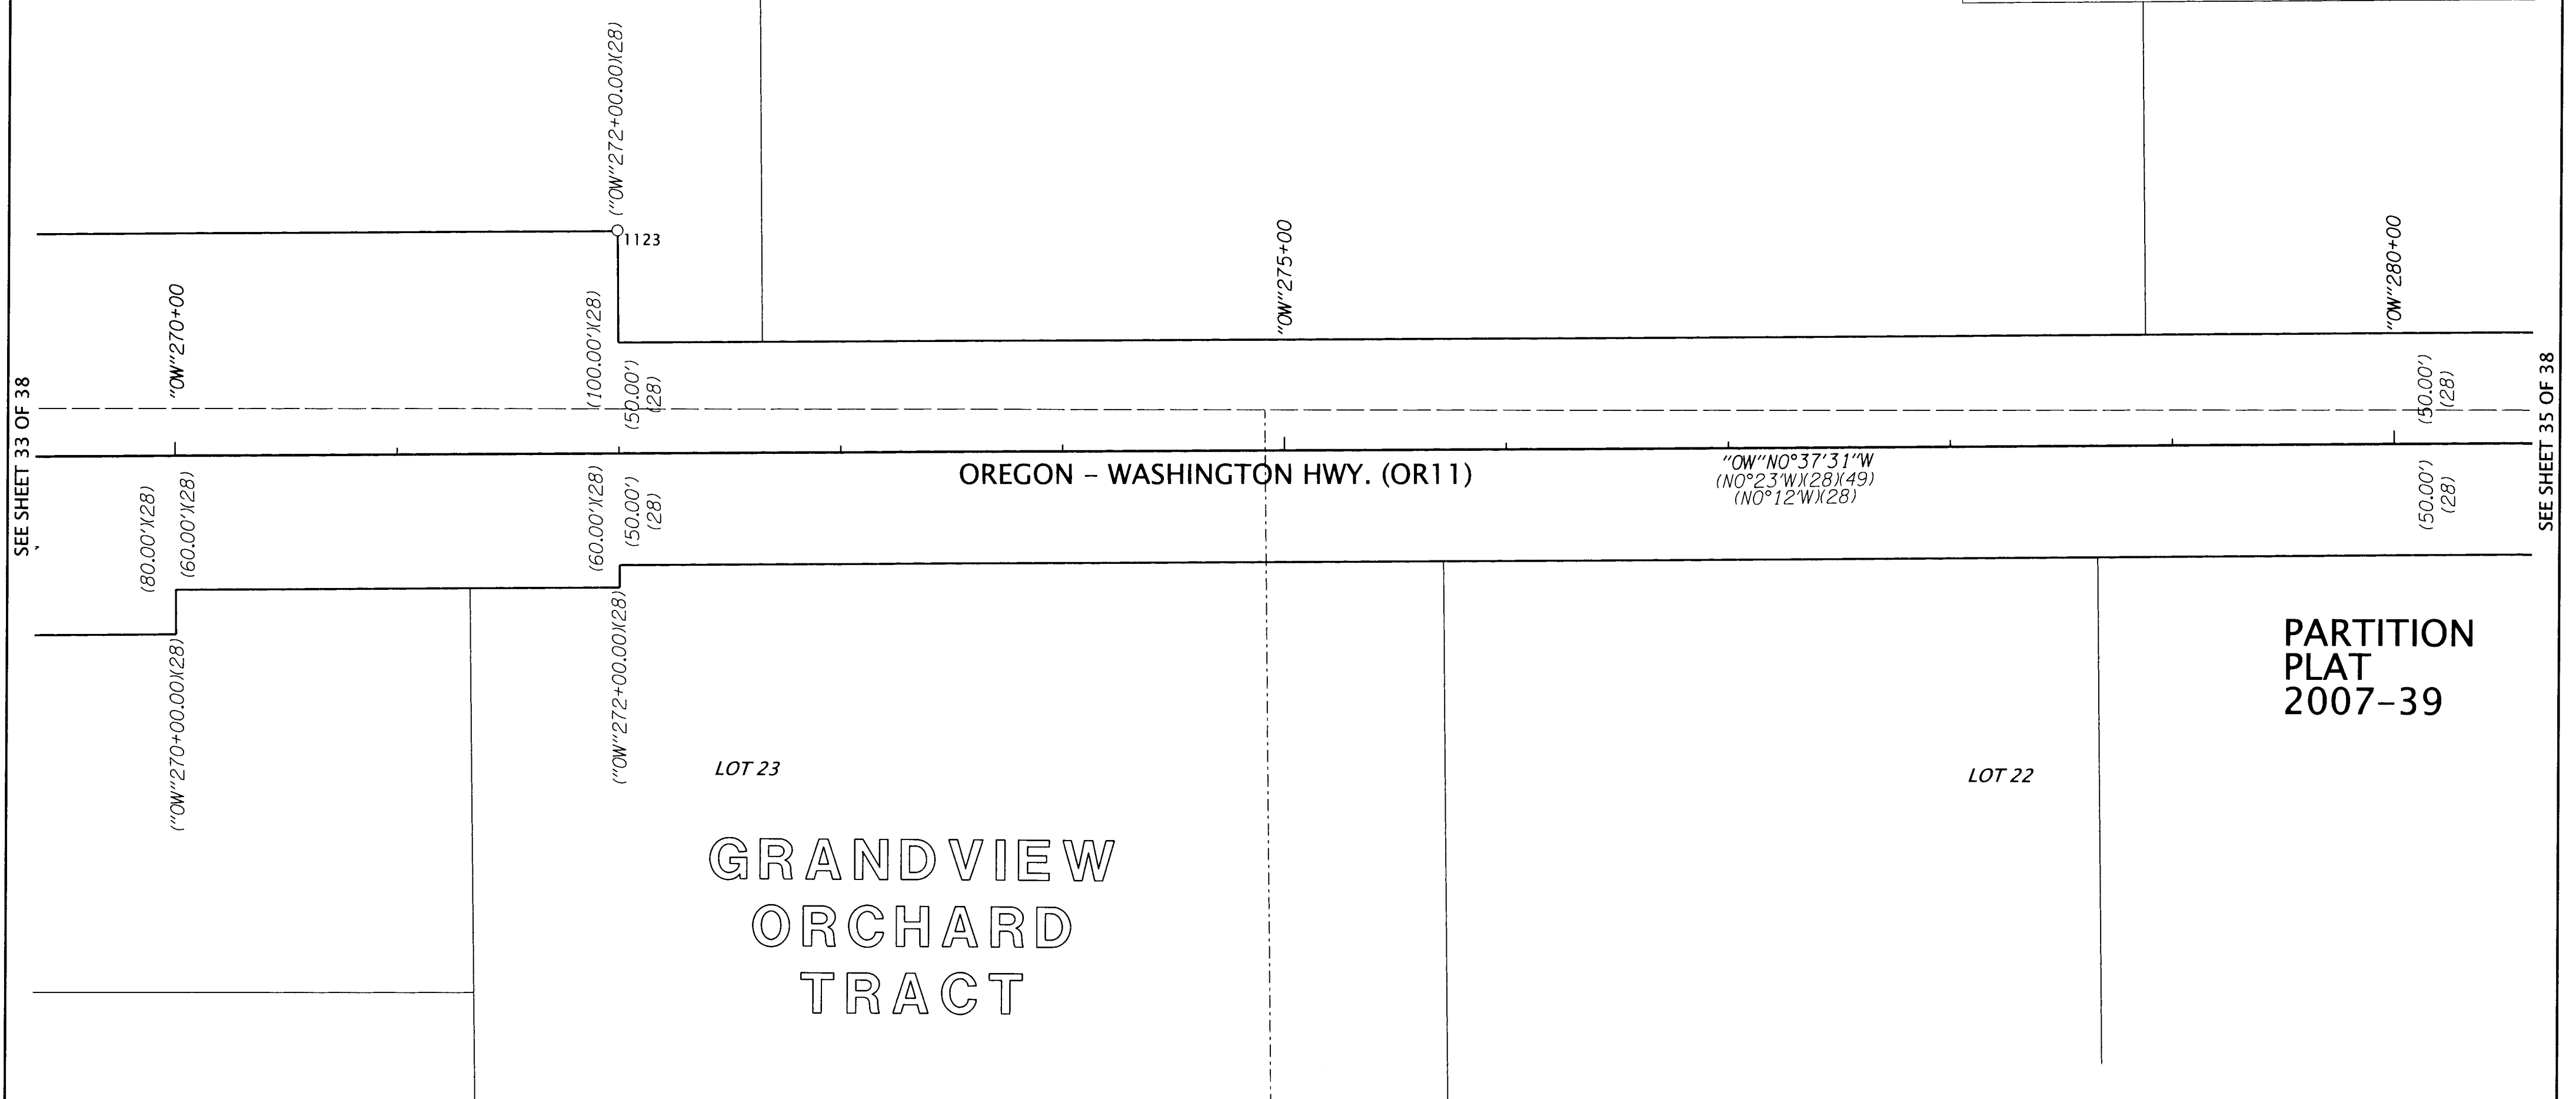 ("OW"272+00.00)(28)
1123
"OW"270+00
(100.00')(28)
(50.00')
(28)
"OW"275+00
"OW"280+00
(50.00')
(28)
SEE SHEET 33 OF 38
SEE SHEET 35 OF 38
OREGON – WASHINGTON HWY. (OR11)
"OW"N0°37'31"W
(N0°23'W)(28)(49)
(N0°12'W)(28)
(80.00')(28)
(60.00')(28)
(60.00')(28)
(50.00')
(28)
(50.00')
(28)
("OW"270+00.00)(28)
("OW"272+00.00)(28)
PARTITION
PLAT
2007–39
LOT 23
LOT 22
GRANDVIEW
ORCHARD
TRACT